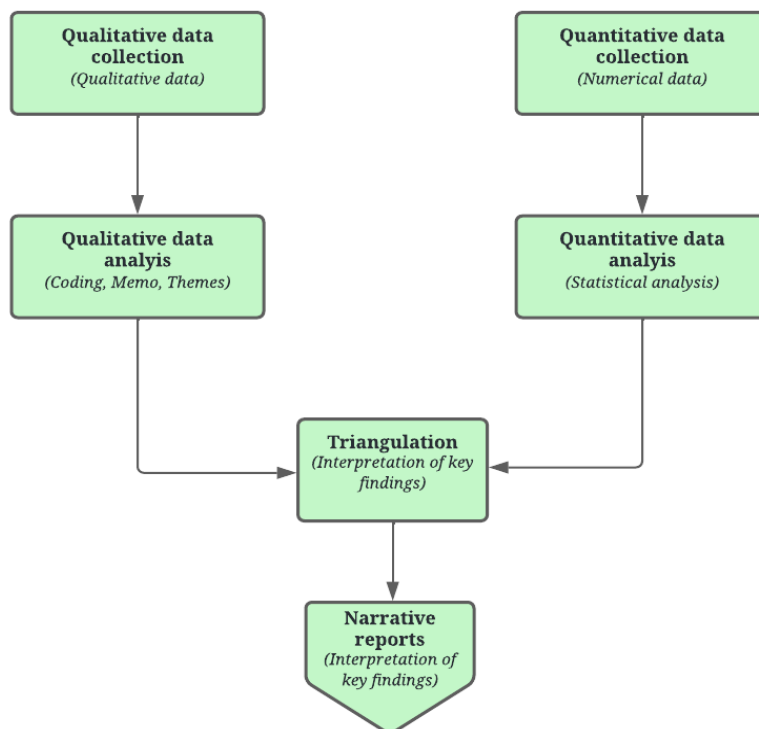 Qualitative data
collection
(Qualitative data)
Quantitative data
collection
(Numerical data)
Qualitative data
analyis
(Coding, Memo, Themes)
Quantitative data
analyis
(Statistical analysis)
Triangulation
(Interpretation of key
findings)
Narrative
reports
(Interpretation of
key findings)